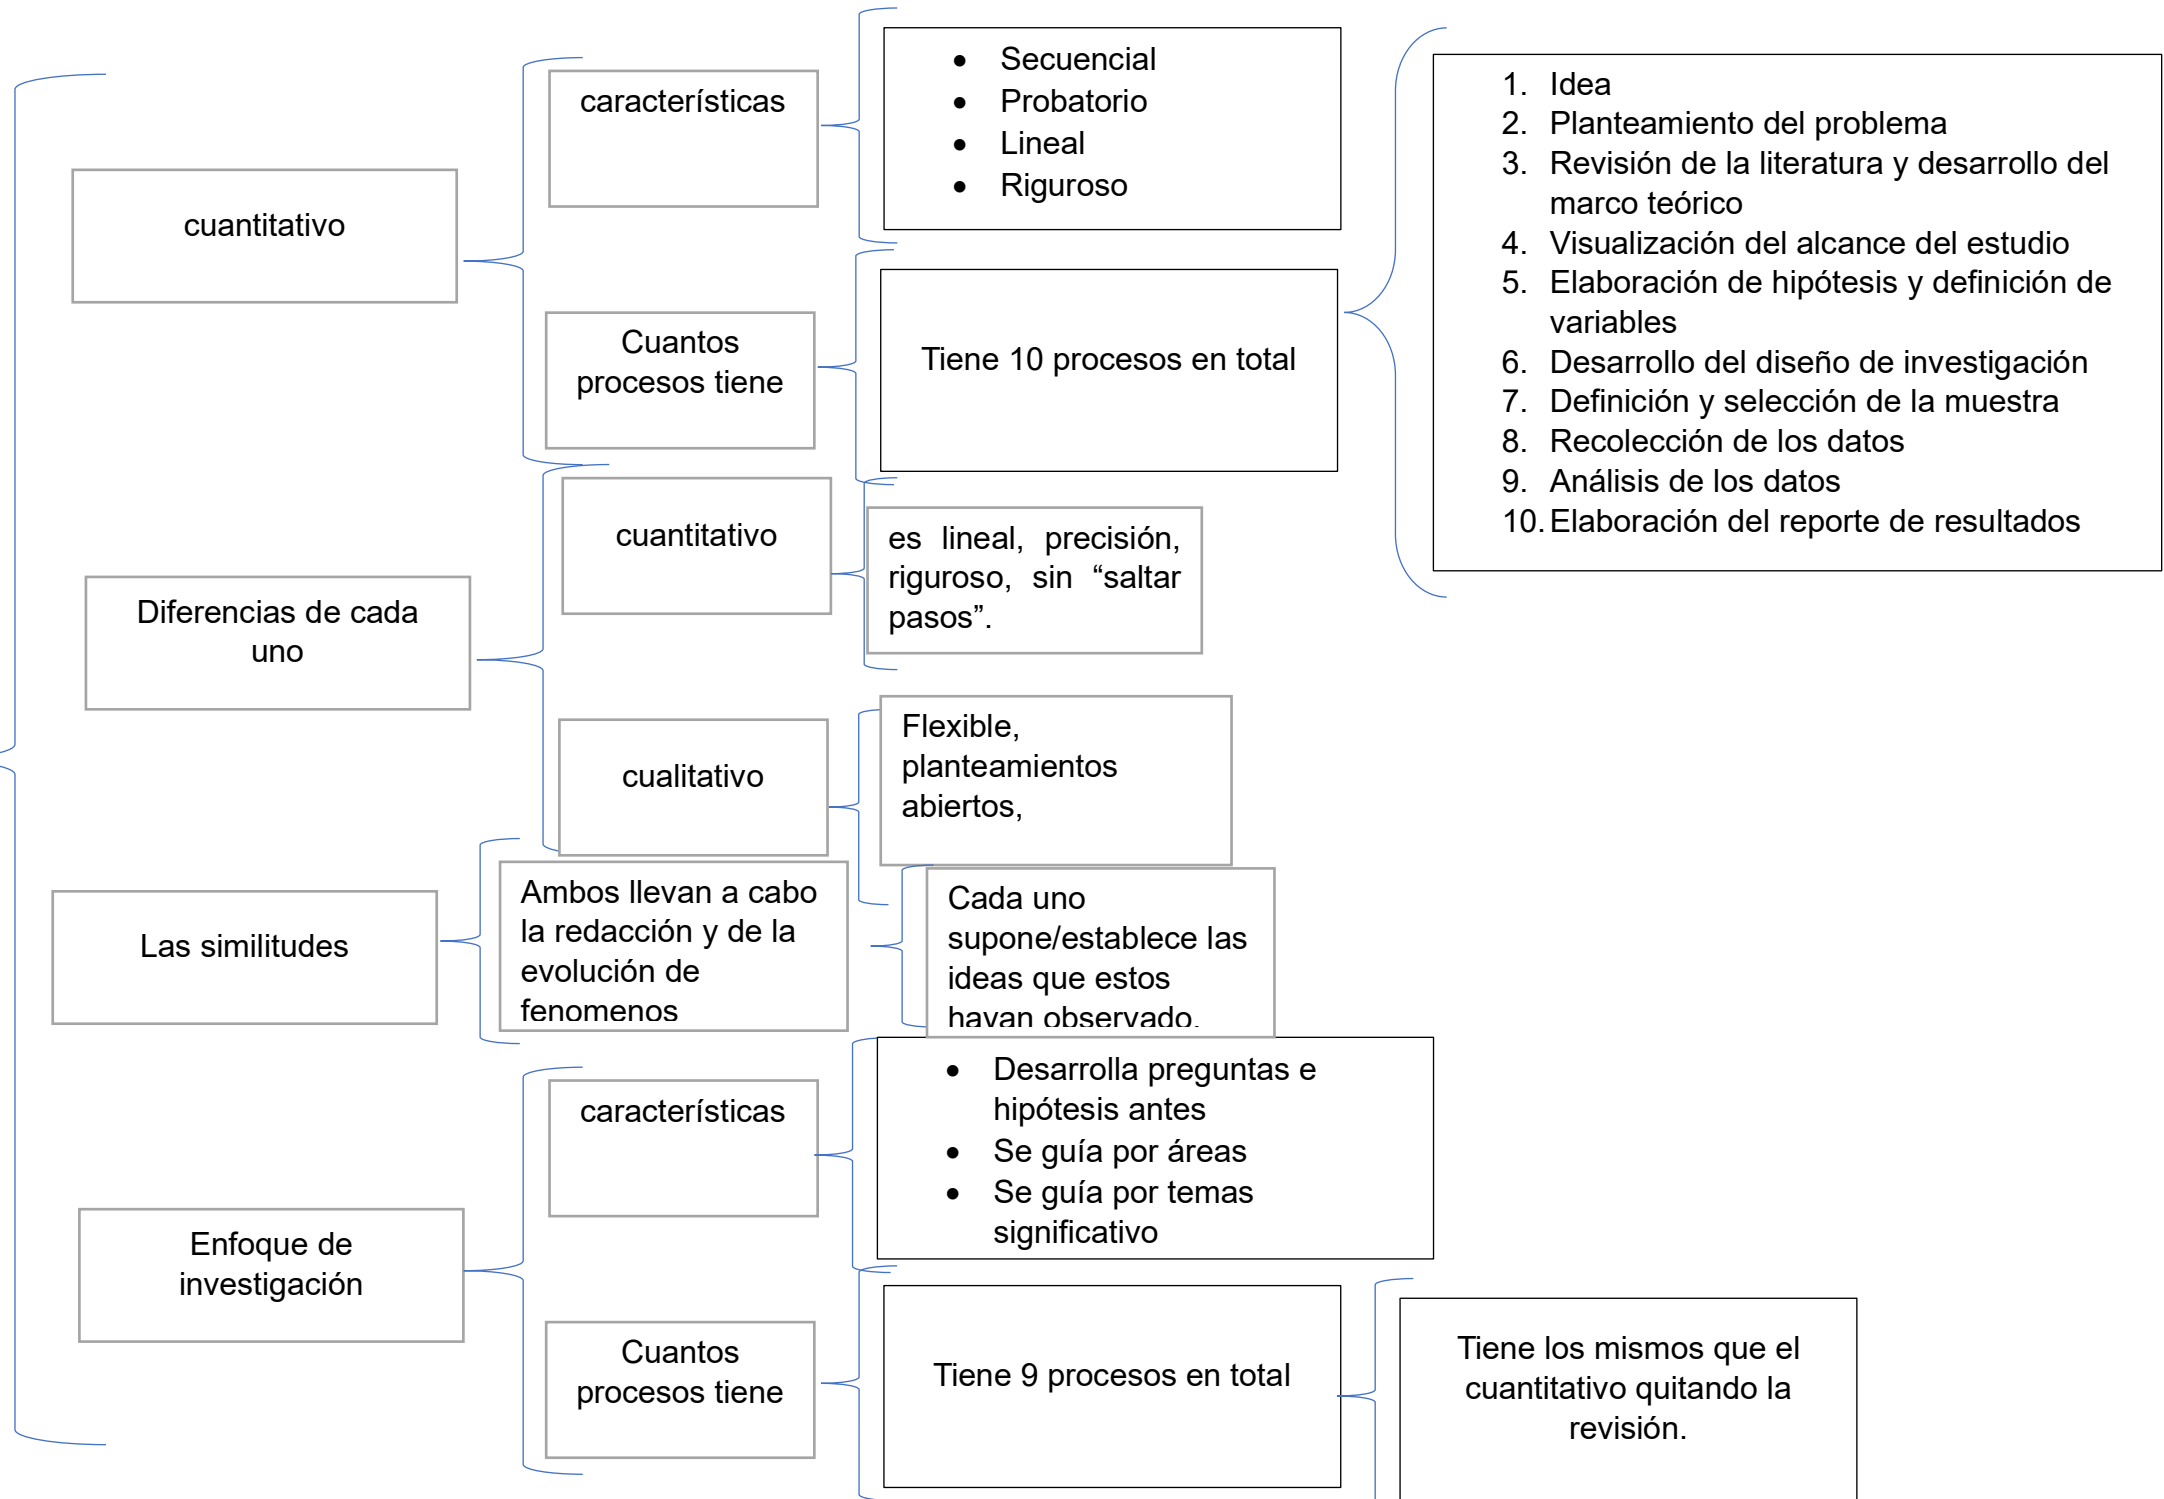 cuantitativo
características
• Secuencial
• Probatorio
• Lineal
• Riguroso
Cuantos
procesos tiene
Tiene 10 procesos en total
1. Idea
2. Planteamiento del problema
3. Revisión de la literatura y desarrollo del
marco teórico
4. Visualización del alcance del estudio
5. Elaboración de hipótesis y definición de
variables
6. Desarrollo del diseño de investigación
7. Definición y selección de la muestra
8. Recolección de los datos
9. Análisis de los datos
10. Elaboración del reporte de resultados
Diferencias de cada
uno
cuantitativo
es lineal, precisión,
riguroso, sin “saltar
pasos”.
cualitativo
Flexible,
planteamientos
abiertos,
Las similitudes
Ambos llevan a cabo
la redacción y de la
evolución de
fenomenos
Cada uno
supone/establece las
ideas que estos
hayan observado.
Enfoque de
investigación
características
• Desarrolla preguntas e
hipótesis antes
• Se guía por áreas
• Se guía por temas
significativo
Cuantos
procesos tiene
Tiene 9 procesos en total
Tiene los mismos que el
cuantitativo quitando la
revisión.